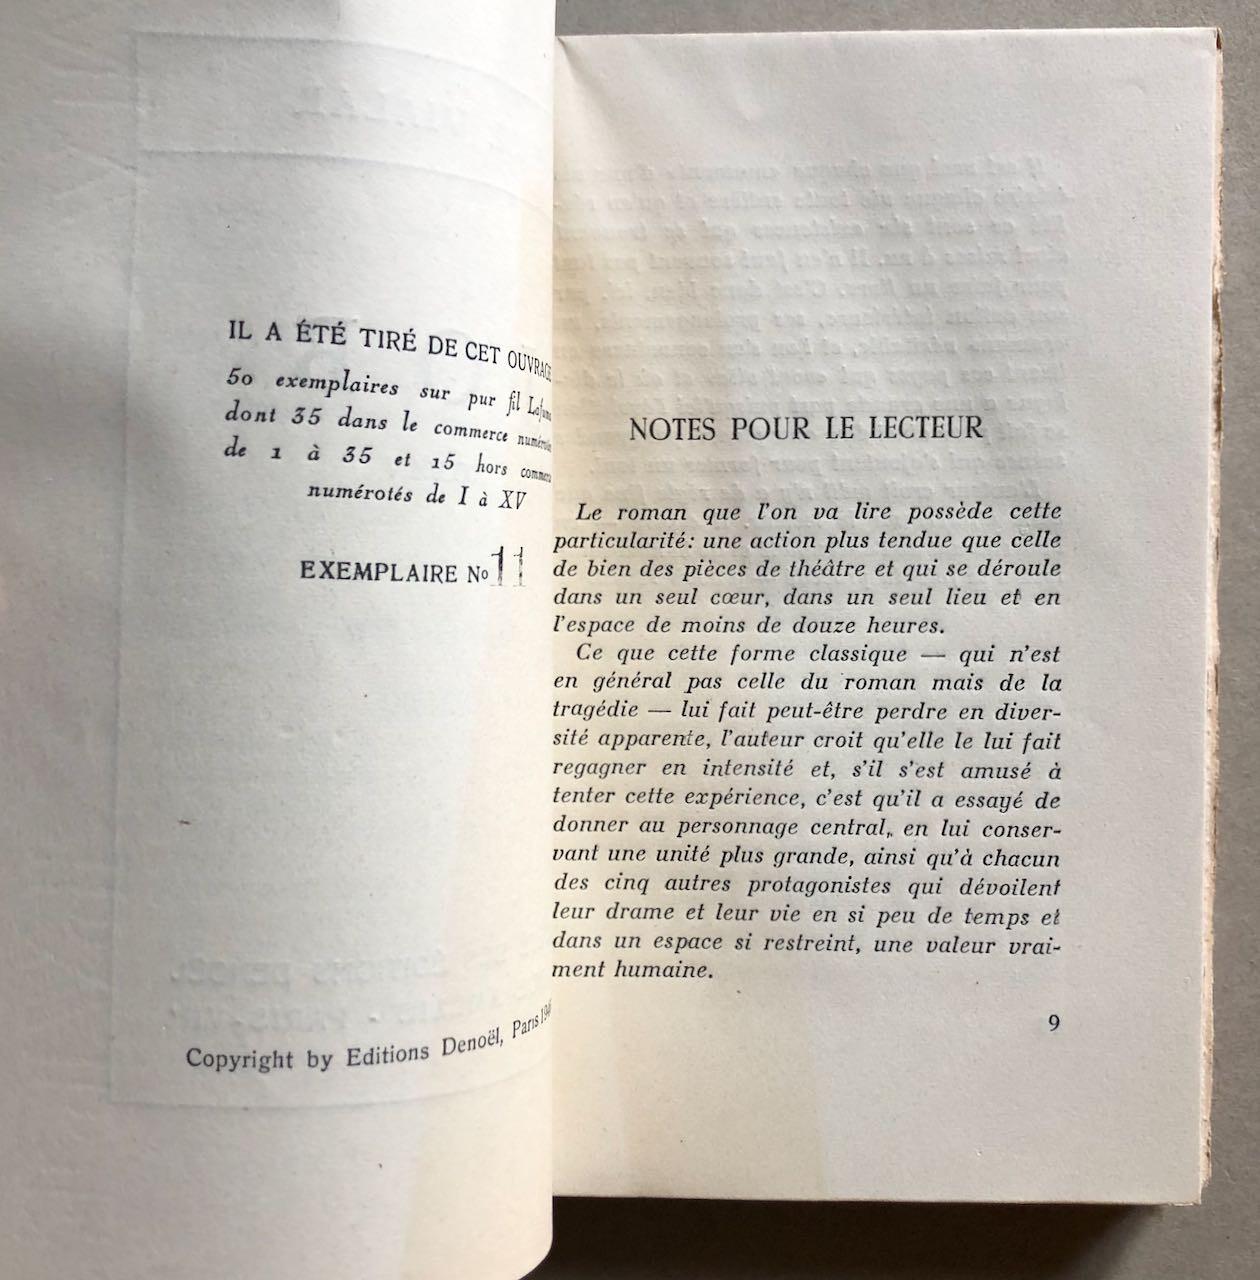 IL A ÉTÉ TIRÉ DE CET OUVRAGE
50 exemplaires sur pur fil
dont 35 dans le commerce
de 1 à 35 et 15 hors
numérotés de I à XV
EXEMPLAIRE No 11
Copyright by Editions Denoël, Paris
NOTES POUR LE LECTEUR
Le roman que l'on va lire possède cette
particularité: une action plus tendue que celle
de bien des pièces de théâtre et qui se déroule
dans un seul cœur, dans un seul lieu et en
l'espace de moins de douze heures.
Ce que cette forme classique — qui n'est
en général pas celle du roman mais de la
tragédie — lui fait peut-être perdre en diver-
sité apparente, l'auteur croit qu'elle le lui fait
regagner en intensité et, s'il s'est amusé à
tenter cette expérience, c'est qu'il a essayé de
donner au personnage central, en lui conser-
vant une unité plus grande, ainsi qu'à chacun
des cinq autres protagonistes qui dévoilent
leur drame et leur vie en si peu de temps et
dans un espace si restreint, une valeur vrai-
ment humaine.
9